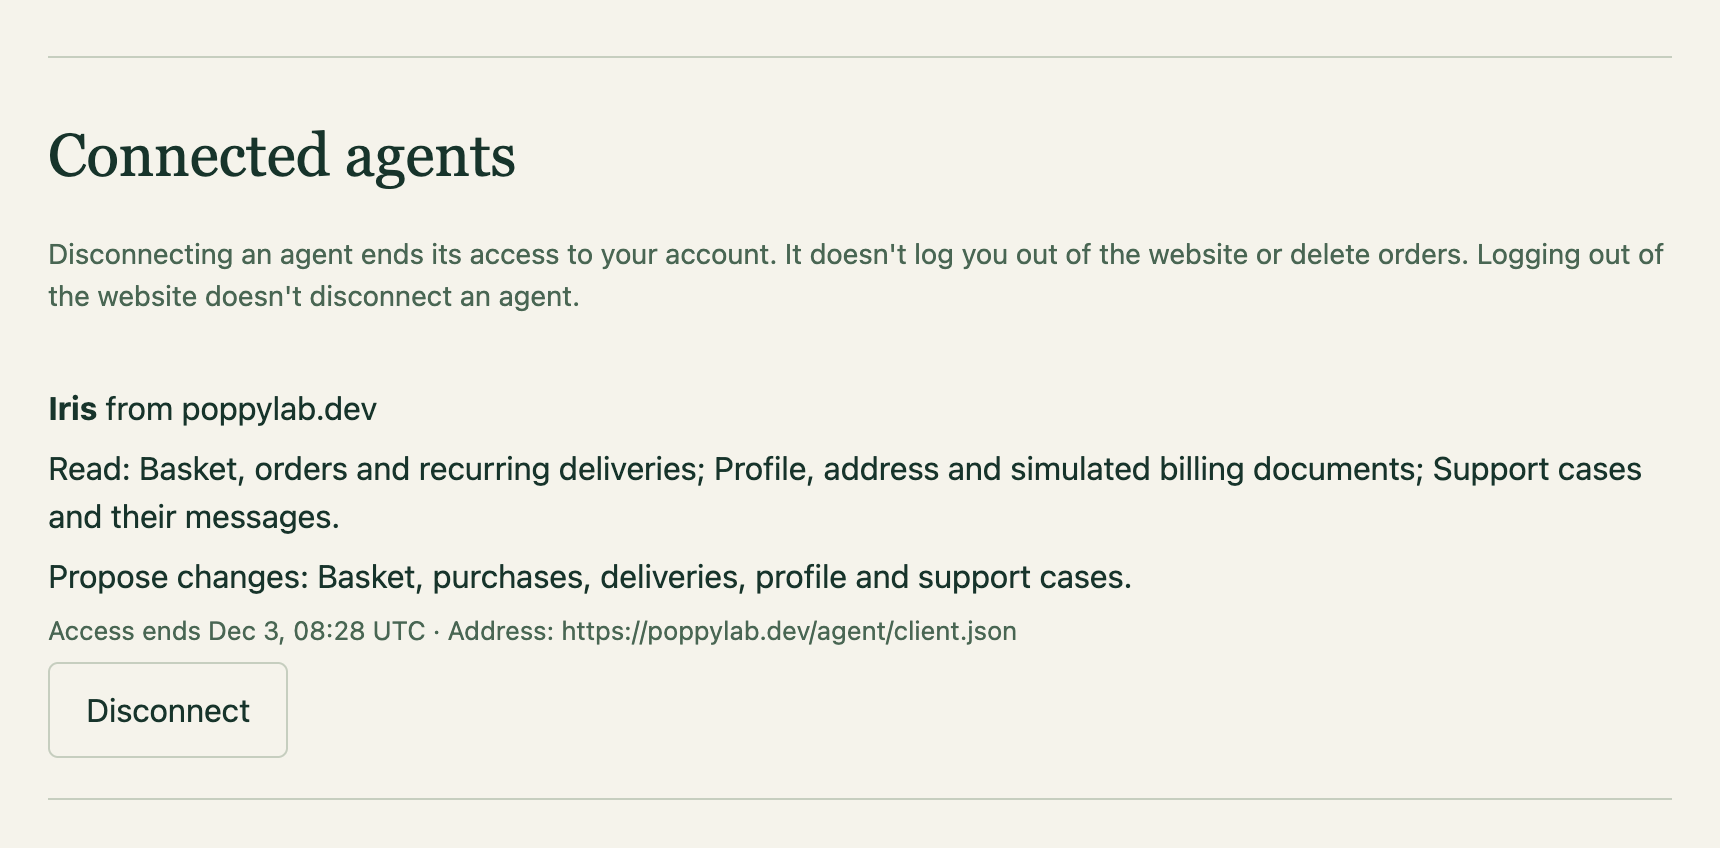 Connected agents
Disconnecting an agent ends its access to your account. It doesn't log you out of the website or delete orders. Logging out of
the website doesn't disconnect an agent.
Iris from poppylab.dev
Read: Basket, orders and recurring deliveries; Profile, address and simulated billing documents; Support cases
and their messages.
Propose changes: Basket, purchases, deliveries, profile and support cases.
Access ends Dec 3, 08:28 UTC · Address: https://poppylab.dev/agent/client.json
Disconnect